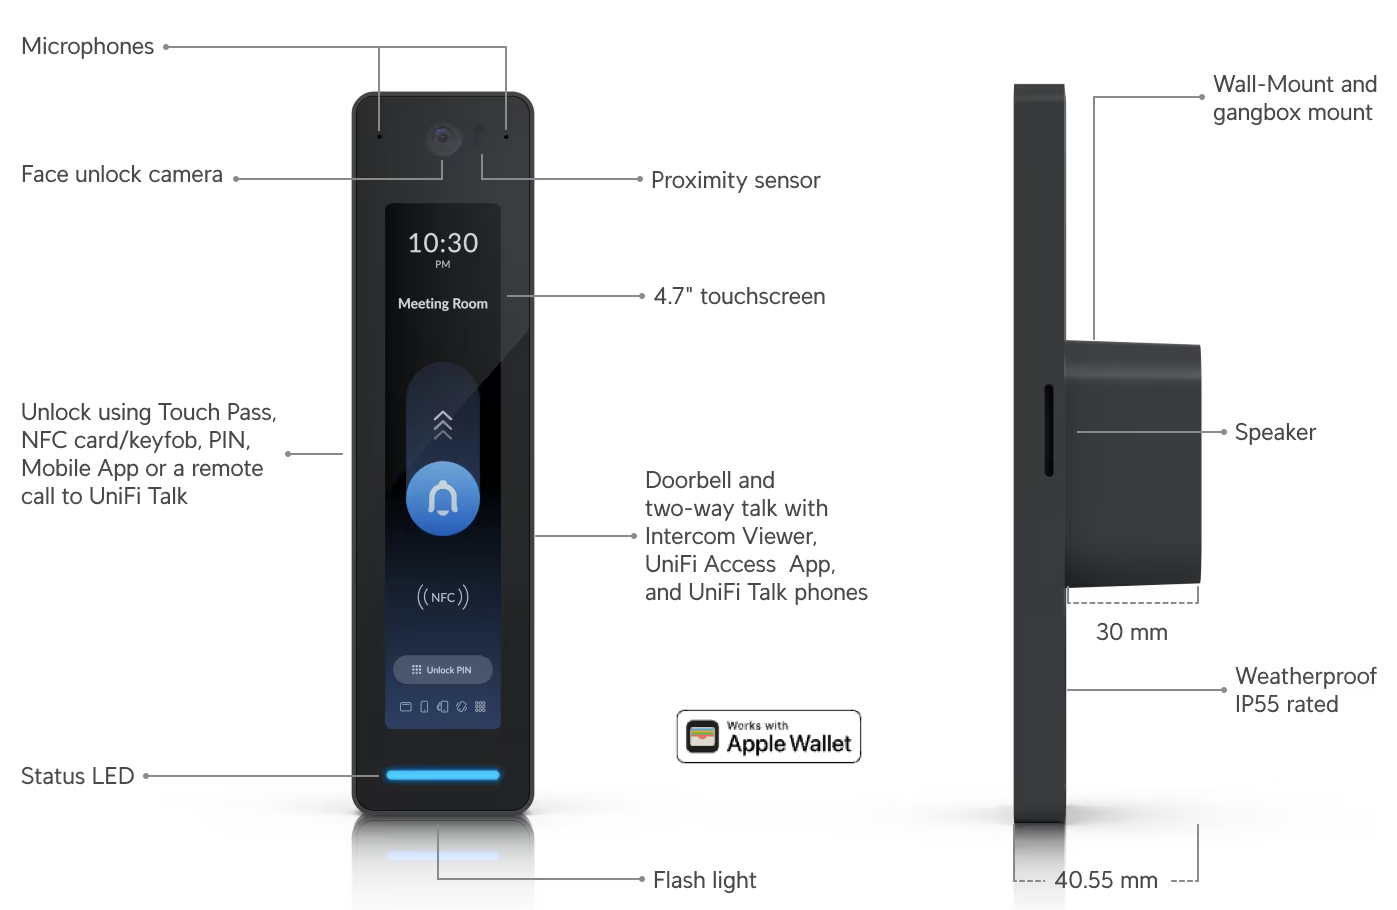 Microphones
Face unlock camera
Unlock using Touch Pass,
NFC card/keyfob, PIN,
Mobile App or a remote
call to UniFi Talk
Status LED
10:30
PM
Meeting Room
NFC
Unlock PIN
Proximity sensor
4.7" touchscreen
Doorbell and
two-way talk with
Intercom Viewer,
UniFi Access App,
and UniFi Talk phones
Works with
Apple Wallet
Flash light
Wall-Mount and
gangbox mount
Speaker
30 mm
Weatherproof
IP55 rated
40.55 mm